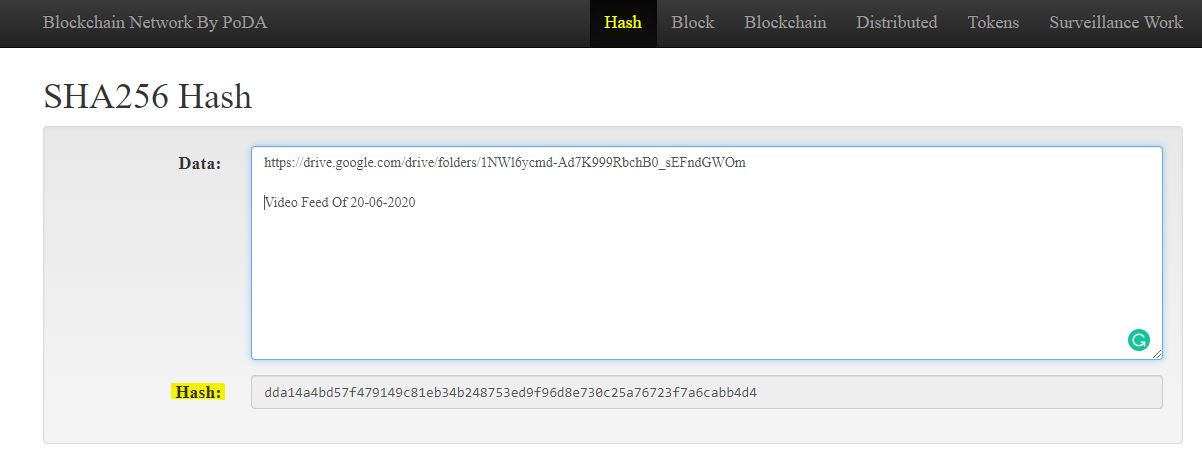 Blockchain Network By PoDA Hash Block Blockchain Distributed Tokens Surveillance Work
SHA256 Hash
Data: https://drive.google.com/drive/folders/1NWl6ycmd-Ad7K999RbchB0_sEFndGWOm
Video Feed Of 20-06-2020
Hash: dda14a4bd57f479149c81eb34b248753ed9f96d8e730c25a76723f7a6cabb4d4